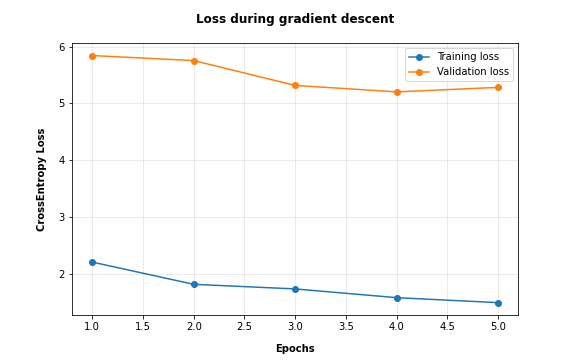 Loss during gradient descent
6
5
4
3
2
CrossEntropy Loss
Training loss
Validation loss
1.0 1.5 2.0 2.5 3.0 3.5 4.0 4.5 5.0
Epochs